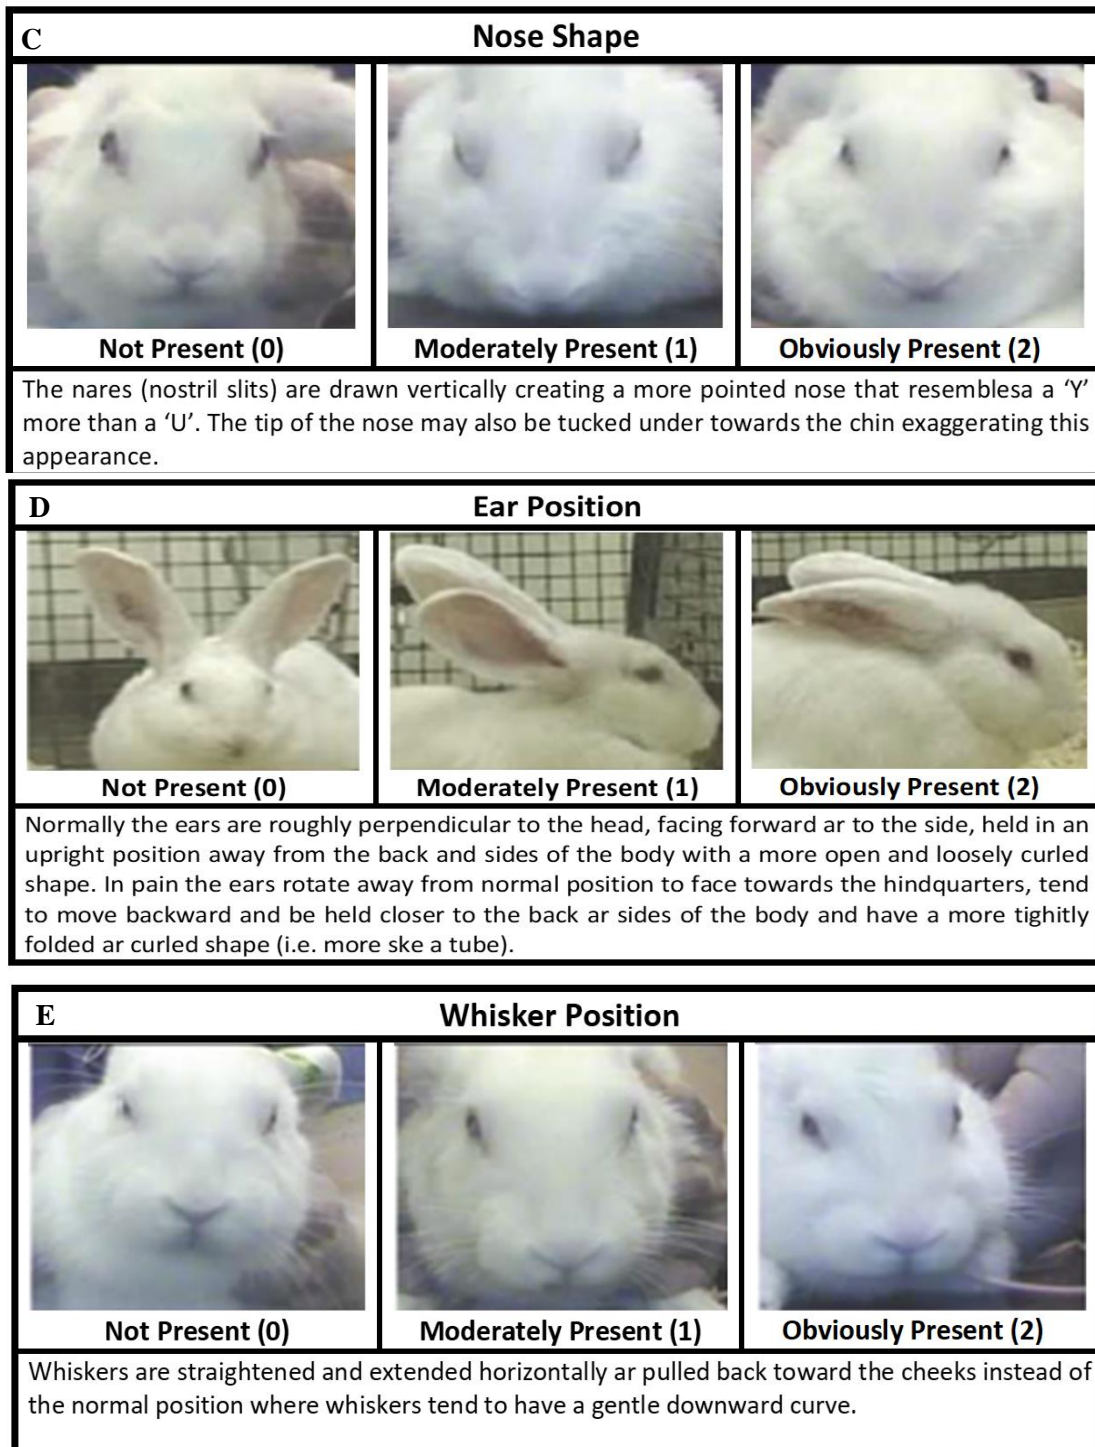 C
Nose Shape
Not Present (0)
Moderately Present (1)
Obviously Present (2)
The nares (nostril slits) are drawn vertically creating a more pointed nose that resemblesa a ‘Y’
more than a ‘U’. The tip of the nose may also be tucked under towards the chin exaggerating this
appearance.
D
Ear Position
Not Present (0)
Moderately Present (1)
Obviously Present (2)
Normally the ears are roughly perpendicular to the head, facing forward ar to the side, held in an
upright position away from the back and sides of the body with a more open and loosely curled
shape. In pain the ears rotate away from normal position to face towards the hindquarters, tend
to move backward and be held closer to the back ar sides of the body and have a more tighitly
folded ar curled shape (i.e. more ske a tube).
E
Whisker Position
Not Present (0)
Moderately Present (1)
Obviously Present (2)
Whiskers are straightened and extended horizontally ar pulled back toward the cheeks instead of
the normal position where whiskers tend to have a gentle downward curve.